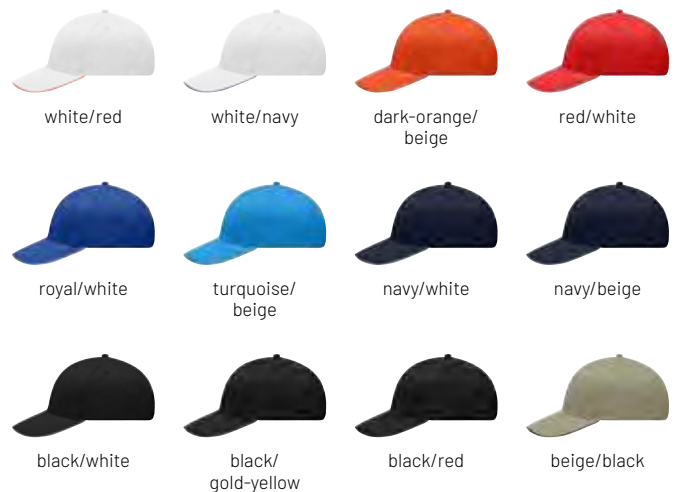 white/red
white/navy
dark-orange/
beige
red/white
royal/white
turquoise/
beige
navy/white
navy/beige
black/white
black/
gold-yellow
black/red
beige/black